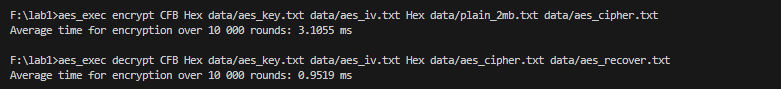 F:\lab1>aes_exec encrypt CFB Hex data/aes_key.txt data/aes_iv.txt Hex data/plain_2mb.txt data/aes_cipher.txt
Average time for encryption over 10 000 rounds: 3.1055 ms
F:\lab1>aes_exec decrypt CFB Hex data/aes_key.txt data/aes_iv.txt Hex data/aes_cipher.txt data/aes_recover.txt
Average time for encryption over 10 000 rounds: 0.9519 ms